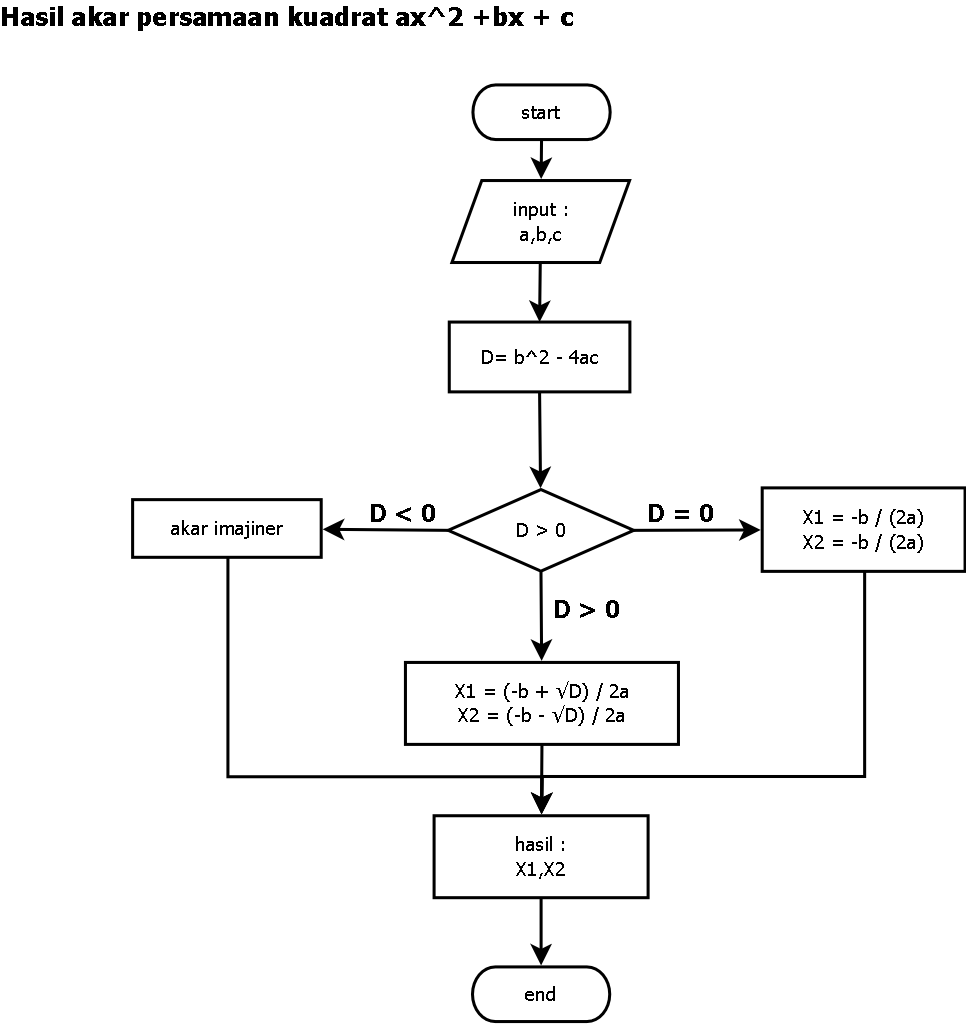 Hasil akar persamaan kuadrat ax^2 +bx + c
start
input :
a,b,c
D= b^2 - 4ac
D < 0
D = 0
akar imajiner
D > 0
X1 = -b / (2a)
X2 = -b / (2a)
D > 0
X1 = (-b + √D) / 2a
X2 = (-b - √D) / 2a
hasil :
X1,X2
end